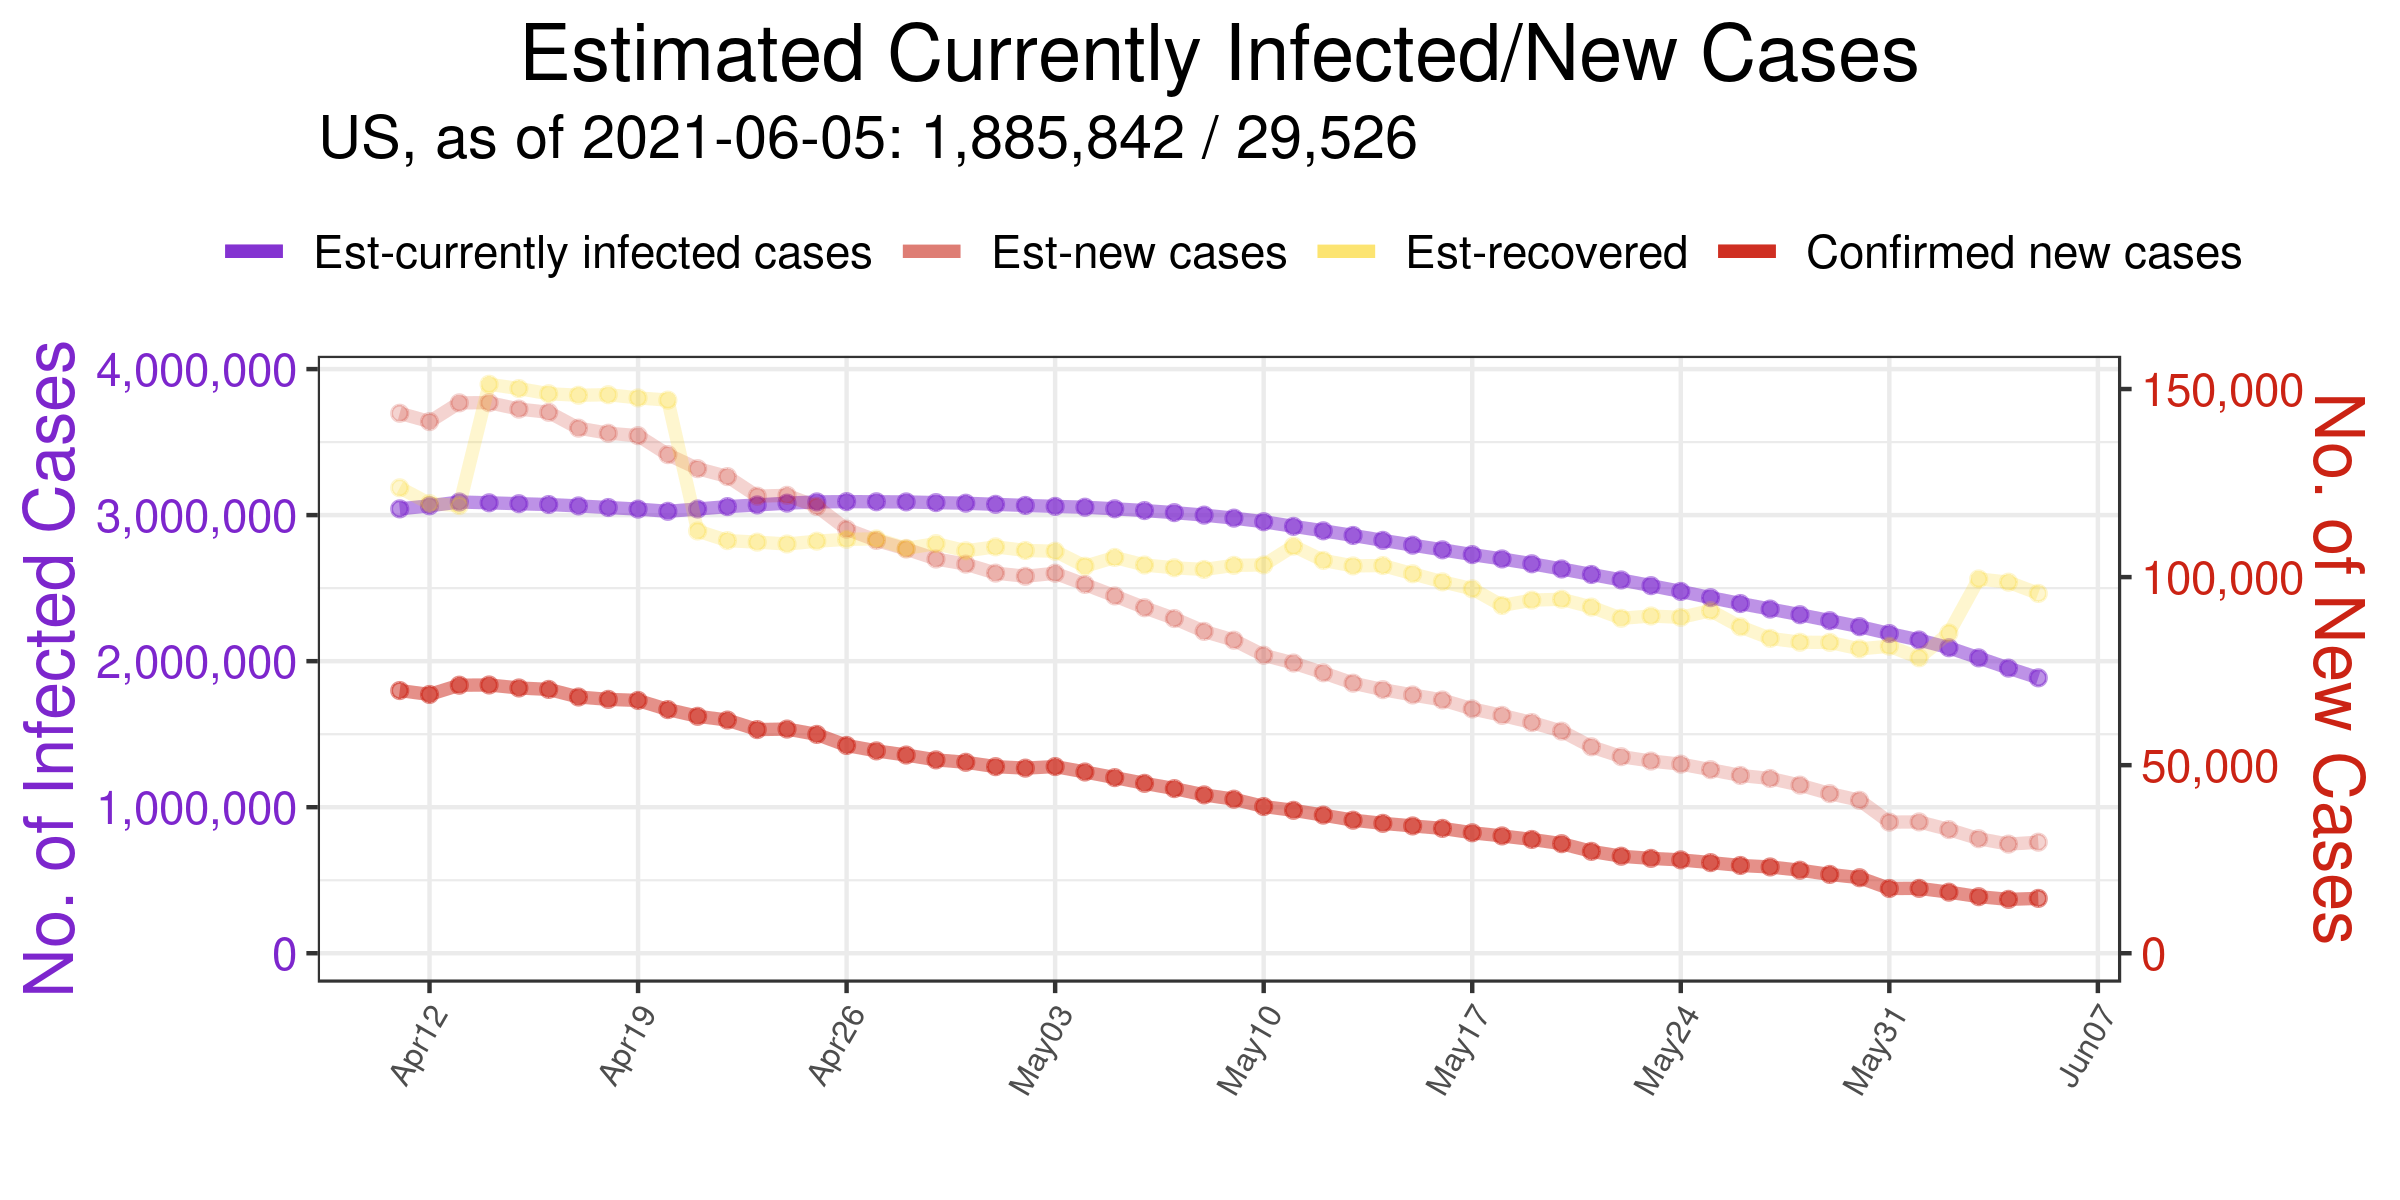 Estimated Currently Infected/New Cases
US, as of 2021-06-05: 1,885,842 / 29,526
Est-currently infected cases Est-new cases Est-recovered Confirmed new cases
No. of Infected Cases
4,000,000
3,000,000
2,000,000
1,000,000
0
150,000
100,000
50,000
0
No. of New Cases
Apr12 Apr19 Apr26 May03 May10 May17 May24 May31 Jun07